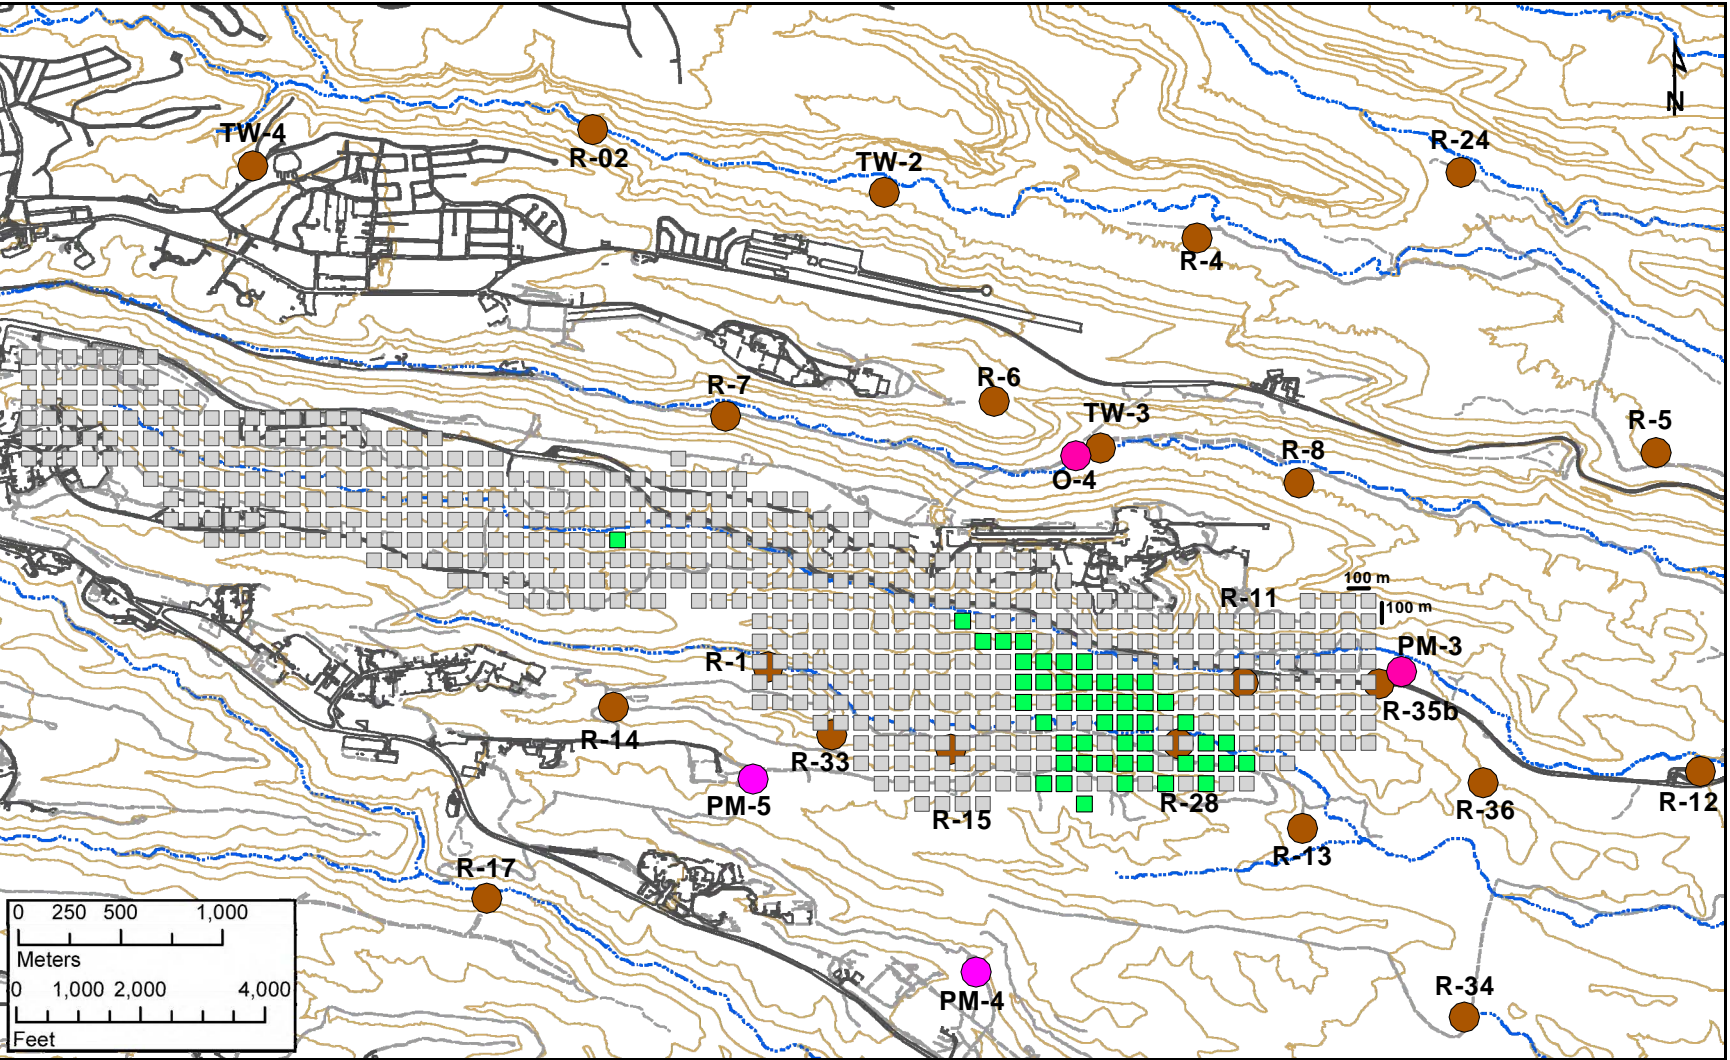 N
TW-4
R-02
TW-2
R-24
R-4
R-7
R-6
TW-3
O-4
R-8
R-5
100 m
100 m
R-11
R-1
PM-3
R-35b
R-14
R-33
PM-5
R-15
R-28
R-36
R-12
R-13
R-17
PM-4
R-34
0 250 500 1,000
Meters
0 1,000 2,000 4,000
Feet